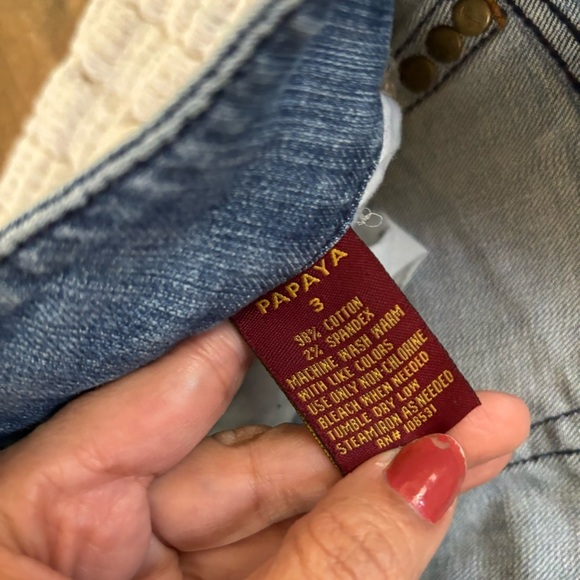 PAPAYA
3
98% COTTON
2% SPANDEX
MACHINE WASH WARM
WITH LIKE COLORS
USE ONLY NON-CHLORINE
BLEACH WHEN NEEDED
TUMBLE DRY LOW
STEAM IRON AS NEEDED
RN# 108531